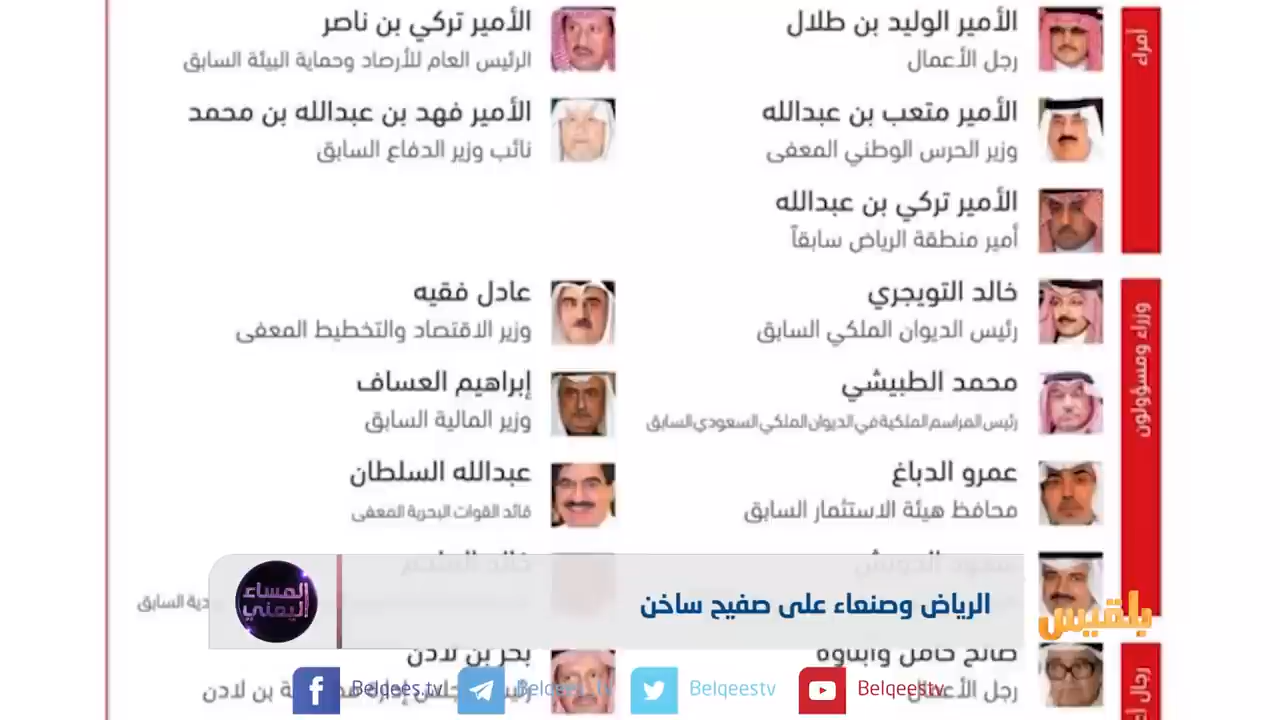 أمراء
الأمير الوليد بن طلال
رجل الأعمال
الأمير تركي بن ناصر
الرئيس العام للأرصاد وحماية البيئة السابق
الأمير متعب بن عبدالله
وزير الحرس الوطني المعفى
الأمير فهد بن عبدالله بن محمد
نائب وزير الدفاع السابق
الأمير تركي بن عبدالله
أمير منطقة الرياض سابقاً
وزراء ومسؤولون
خالد التويجري
رئيس الديوان الملكي السابق
عادل فقيه
وزير الاقتصاد والتخطيط المعفى
محمد الطبيشي
رئيس المراسم الملكية في الديوان الملكي السعودي السابق
إبراهيم العساف
وزير المالية السابق
عمرو الدباغ
محافظ هيئة الاستثمار السابق
عبدالله السلطان
قائد القوات البحرية المعفى
السابق
المساء اليمني
الرياض وصنعاء على صفيح ساخن
بلقيس
رجال
صالح كامل وأبناؤه
رجل الأعمال
بكر بن لادن
بن لادن
Belqees.tv
Belqees_tv
Belqeestv
Belqeestv